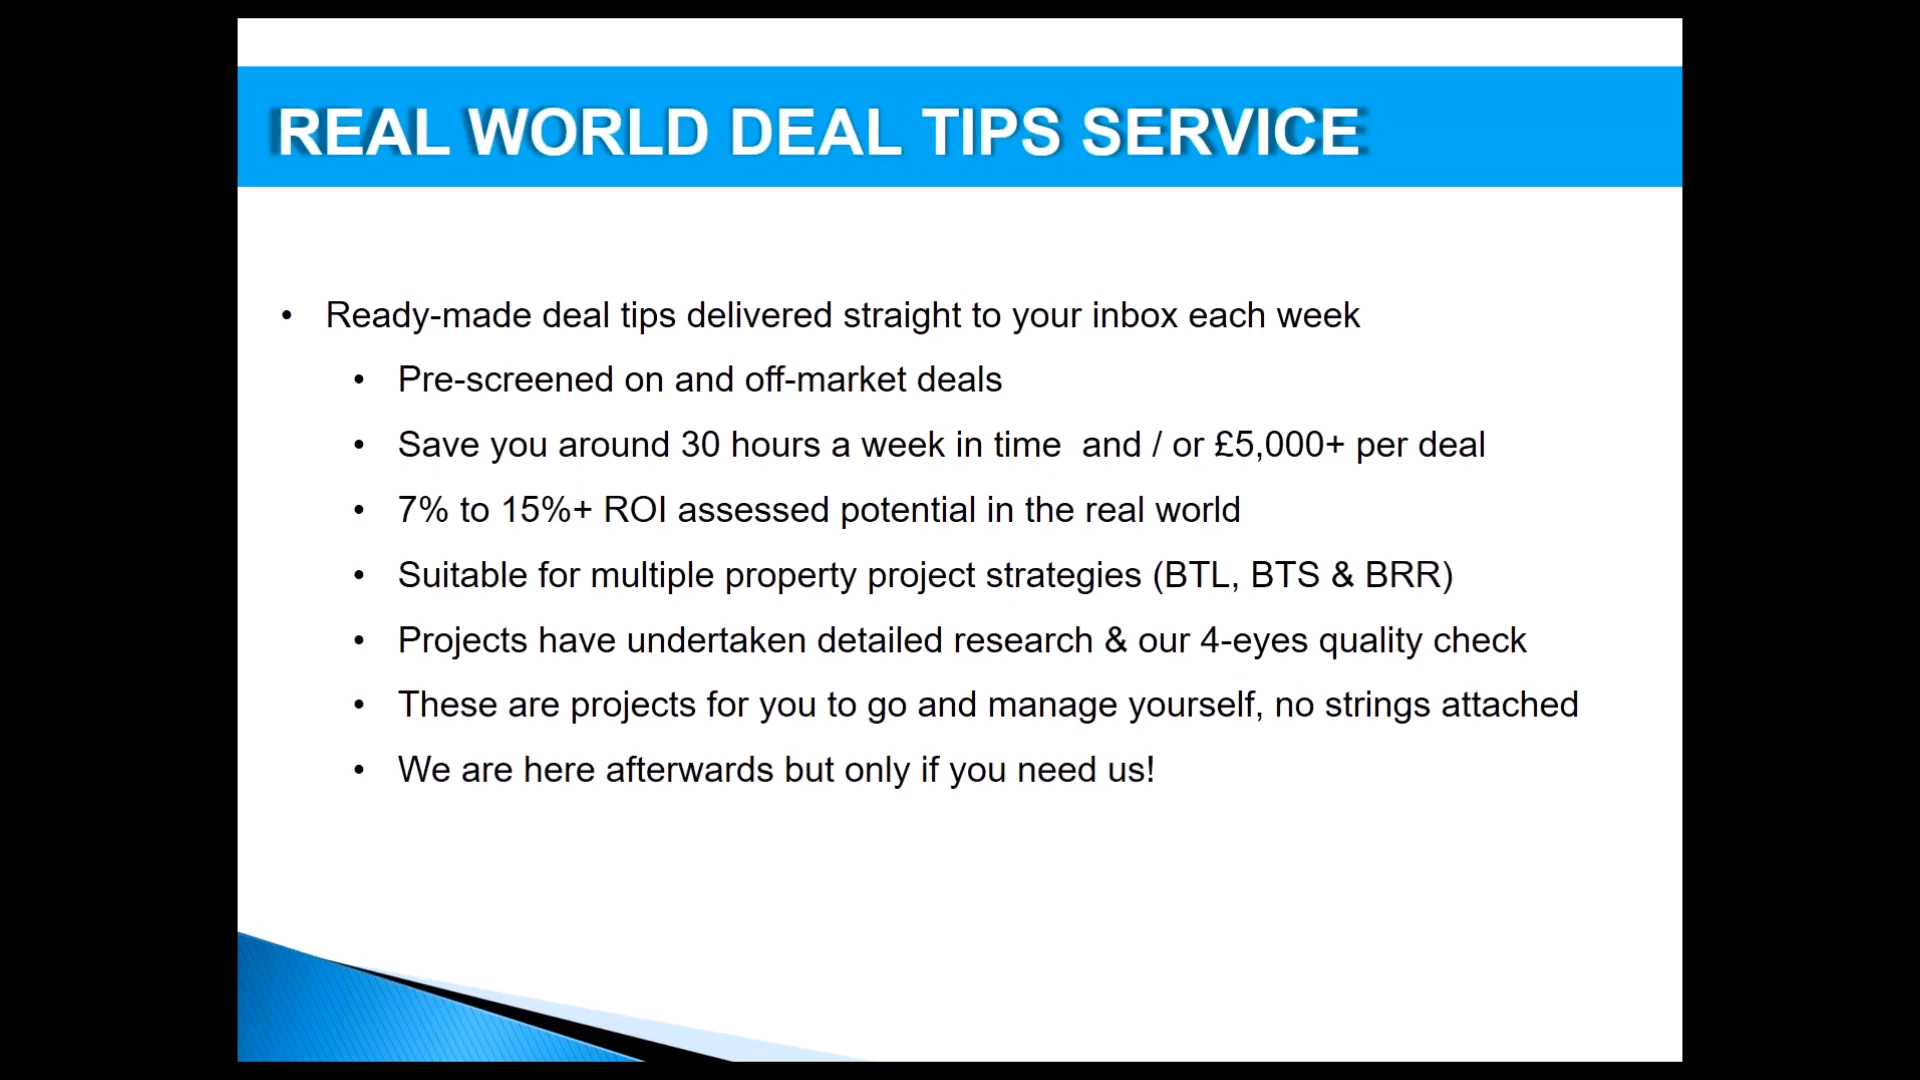 REAL WORLD DEAL TIPS SERVICE
• Ready-made deal tips delivered straight to your inbox each week
• Pre-screened on and off-market deals
• Save you around 30 hours a week in time  and / or £5,000+ per deal
• 7% to 15%+ ROI assessed potential in the real world
• Suitable for multiple property project strategies (BTL, BTS & BRR)
• Projects have undertaken detailed research & our 4-eyes quality check
• These are projects for you to go and manage yourself, no strings attached
• We are here afterwards but only if you need us!